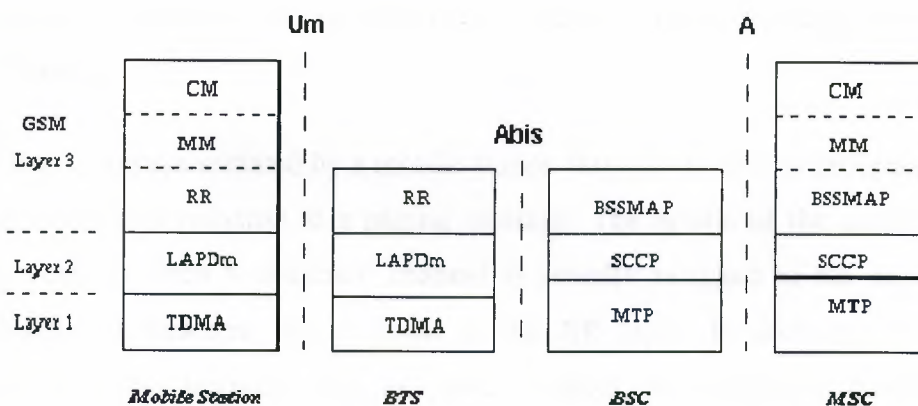 Um A
CM CM
GSM
MM Abis MM
Layer 3
RR RR BSSMAP BSSMAP
Layer 2 LAPDm LAPDm SCCP SCCP
Layer 1 TDMA TDMA MTP MTP
Mobile Station BTS BSC MSC